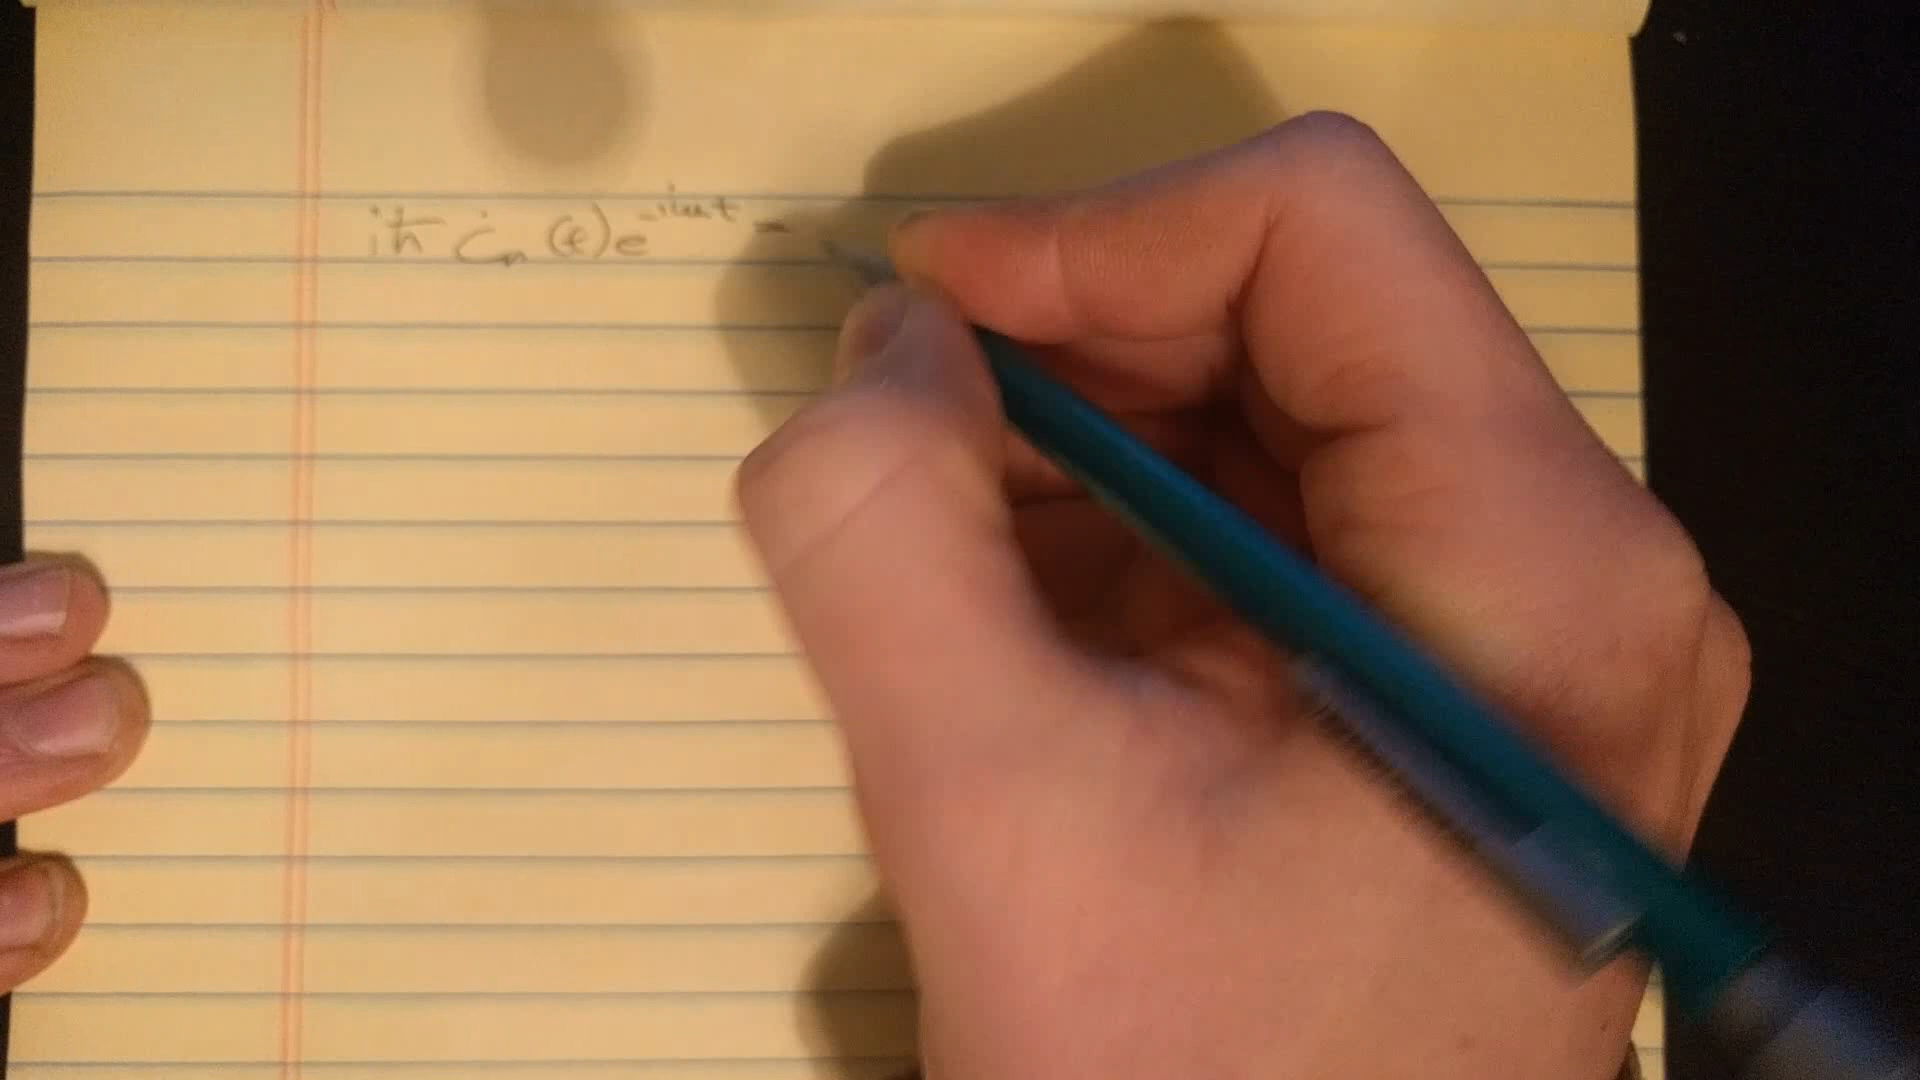 iħ ċₙ(t)e^-iωₙt =